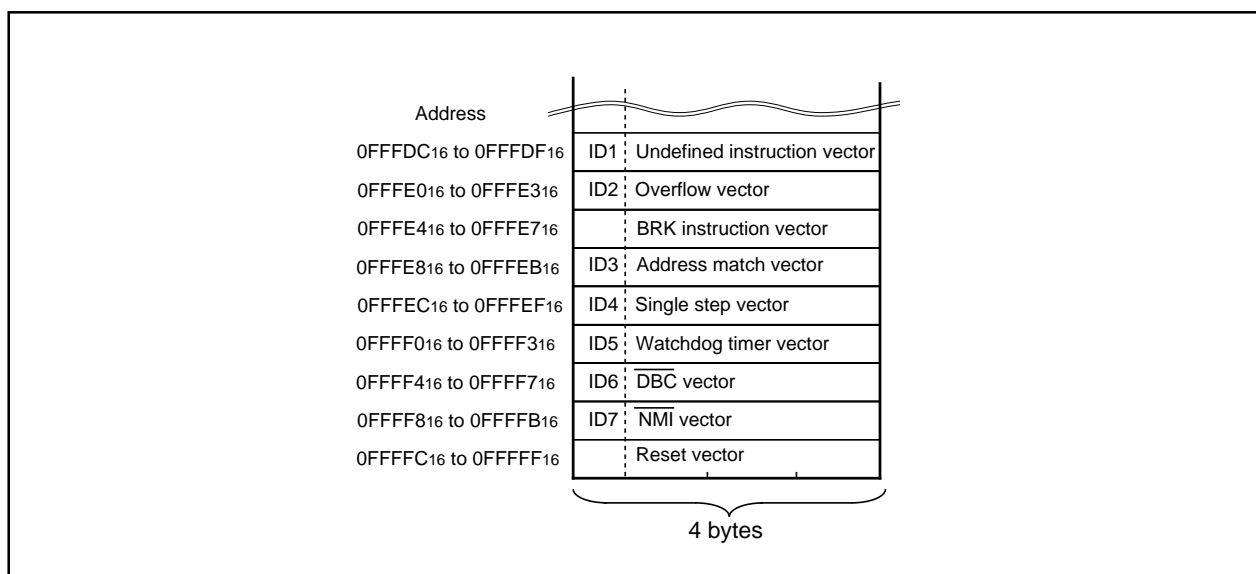 Address
0FFFDC16 to 0FFFDF16 ID1 Undefined instruction vector
0FFFE016 to 0FFFE316 ID2 Overflow vector
0FFFE416 to 0FFFE716 BRK instruction vector
0FFFE816 to 0FFFEB16 ID3 Address match vector
0FFFEC16 to 0FFFEF16 ID4 Single step vector
0FFFF016 to 0FFFF316 ID5 Watchdog timer vector
0FFFF416 to 0FFFF716 ID6 DBC vector
0FFFF816 to 0FFFFB16 ID7 NMI vector
0FFFFC16 to 0FFFFF16 Reset vector
4 bytes